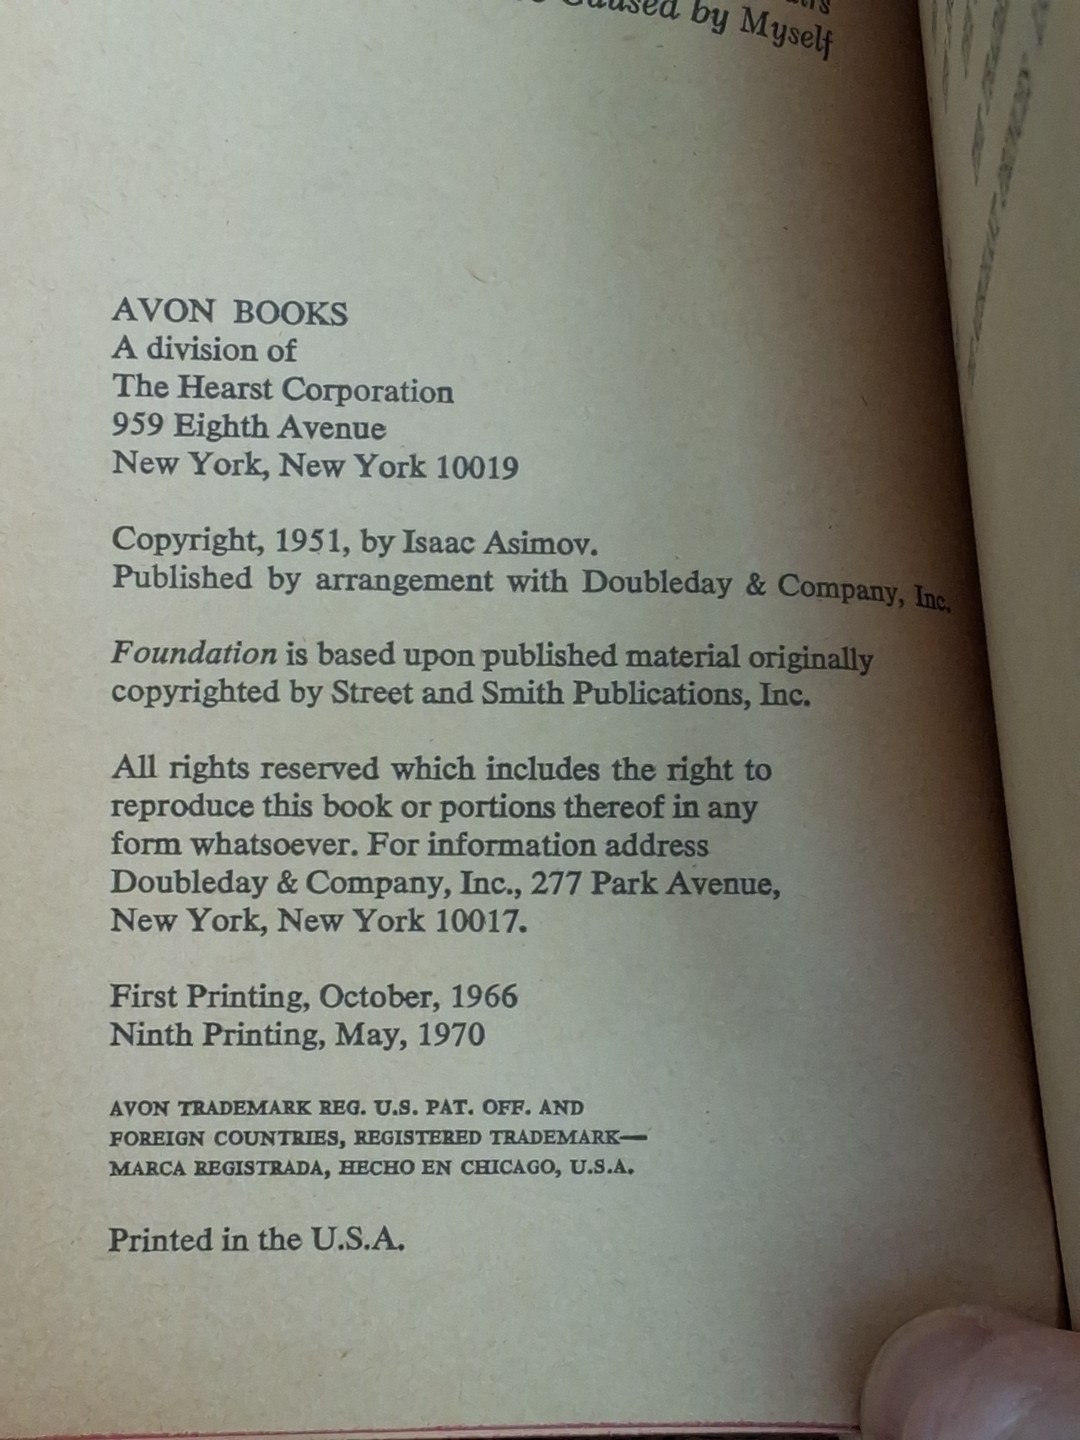 Caused by Myself
AVON BOOKS
A division of
The Hearst Corporation
959 Eighth Avenue
New York, New York 10019
Copyright, 1951, by Isaac Asimov.
Published by arrangement with Doubleday & Company, Inc.
Foundation is based upon published material originally
copyrighted by Street and Smith Publications, Inc.
All rights reserved which includes the right to
reproduce this book or portions thereof in any
form whatsoever. For information address
Doubleday & Company, Inc., 277 Park Avenue,
New York, New York 10017.
First Printing, October, 1966
Ninth Printing, May, 1970
AVON TRADEMARK REG. U.S. PAT. OFF. AND
FOREIGN COUNTRIES, REGISTERED TRADEMARK—
MARCA REGISTRADA, HECHO EN CHICAGO, U.S.A.
Printed in the U.S.A.